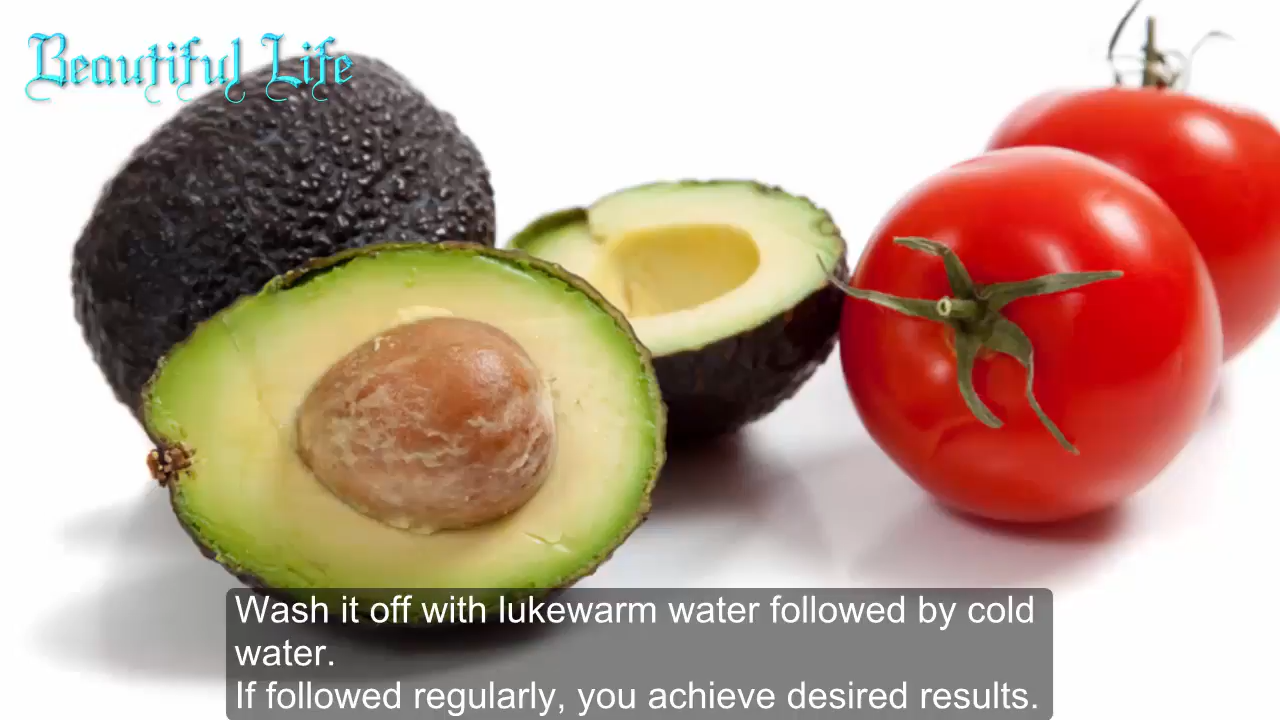 Beautiful Life
Wash it off with lukewarm water followed by cold
water.
If followed regularly, you achieve desired results.